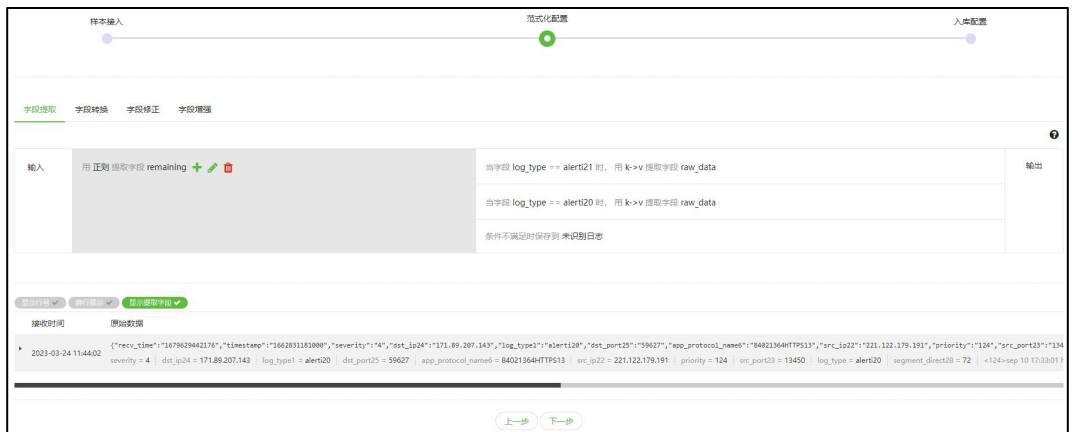 样本接入
范式化配置
入库配置
字段提取 字段转换 字段修正 字段增强
输入
用 正则 提取字段 remaining
当字段 log_type == alerti21 时， 用 k->v 提取字段 raw_data
当字段 log_type == alerti20 时， 用 k->v 提取字段 raw_data
条件不满足时保存到 未识别日志
输出
显示行号 换行展示 显示提取字段
接收时间 原始数据
2023-03-24 11:44:02
{"recv_time":"1679629442176","timestamp":"1662831181000","severity":"4","dst_ip24":"171.89.207.143","log_type1":"alerti20","dst_port25":"59627","app_protocol_name6":"84021364HTTPS13","src_ip22":"221.122.179.191","priority":"124","src_port23":"134
severity = 4 dst_ip24 = 171.89.207.143 log_type1 = alerti20 dst_port25 = 59627 app_protocol_name6 = 84021364HTTPS13 src_ip22 = 221.122.179.191 priority = 124 src_port23 = 13450 log_type = alerti20 segment_direct28 = 72 <124>sep 10 17:33:01 h
上一步 下一步